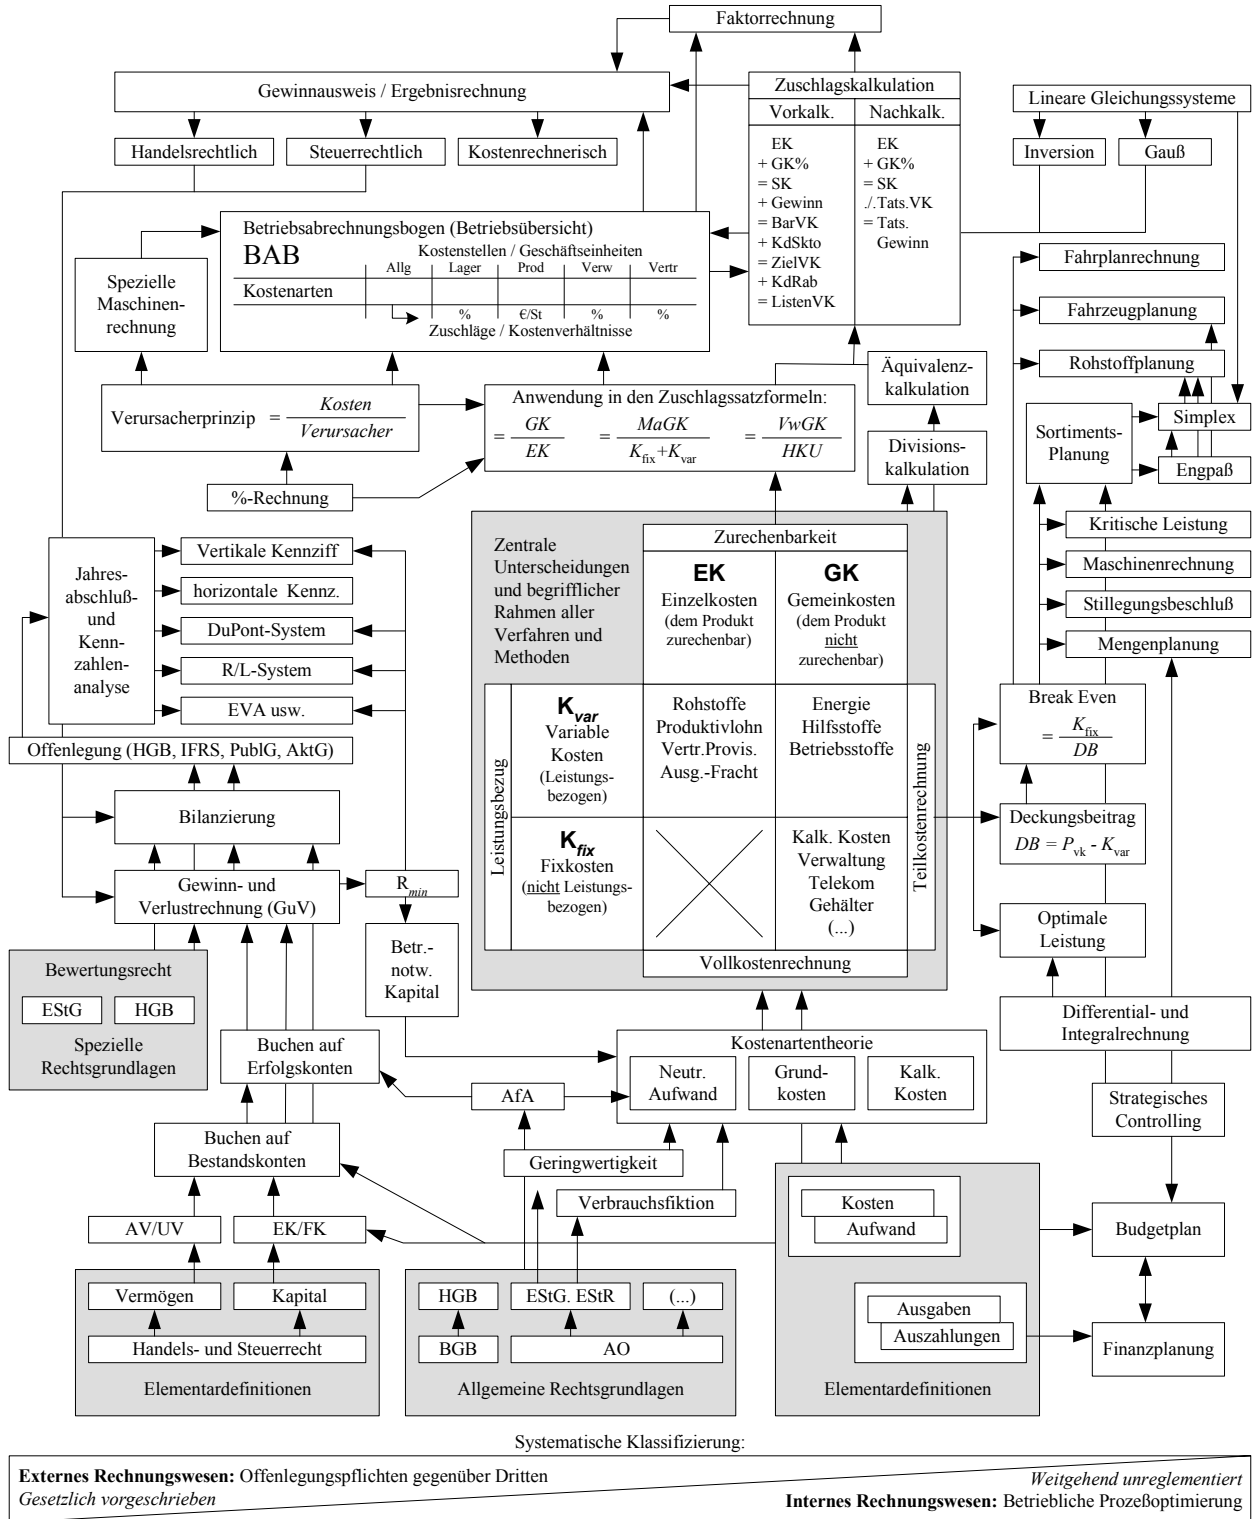 Faktorrechnung
Gewinnausweis / Ergebnisrechnung
Handelsrechtlich
Steuerrechtlich
Kostenrechnerisch
Zuschlagskalkulation
Vorkalk.
EK
+ GK%
= SK
+ Gewinn
= BarVK
+ KdSkto
= ZielVK
+ KdRab
= ListenVK
Nachkalk.
EK
+ GK%
= SK
./.Tats.VK
= Tats.
Gewinn
Lineare Gleichungssysteme
Inversion
Gauß
Betriebsabrechnungsbogen (Betriebsübersicht)
BAB
Kostenstellen / Geschäftseinheiten
Allg Lager Prod Verw Vertr
Kostenarten
% €/St % %
Zuschläge / Kostenverhältnisse
Spezielle
Maschinen-
rechnung
Fahrplanrechnung
Fahrzeugplanung
Rohstoffplanung
Verursacherprinzip = Kosten / Verursacher
Anwendung in den Zuschlagssatzformeln:
= GK / EK = MaGK / Kfix+Kvar = VwGK / HKU
Äquivalenz-
kalkulation
Divisions-
kalkulation
Sortiments-
Planung
Simplex
Engpaß
%-Rechnung
Kritische Leistung
Maschinenrechnung
Stillegungsbeschluß
Mengenplanung
Jahres-
abschluß-
und
Kenn-
zahlen-
analyse
Vertikale Kennziff
horizontale Kennz.
DuPont-System
R/L-System
EVA usw.
Zentrale
Unterscheidungen
und begrifflicher
Rahmen aller
Verfahren und
Methoden
Zurechenbarkeit
EK
Einzelkosten
(dem Produkt
zurechenbar)
GK
Gemeinkosten
(dem Produkt
nicht
zurechenbar)
Leistungsbezug
Kvar
Variable
Kosten
(Leistungs-
bezogen)
Rohstoffe
Produktivlohn
Vertr.Provis.
Ausg.-Fracht
Energie
Hilfsstoffe
Betriebsstoffe
Teilkostenrechnung
Kfix
Fixkosten
(nicht Leistungs-
bezogen)
Kalk. Kosten
Verwaltung
Telekom
Gehälter
(...)
Vollkostenrechnung
Break Even
= Kfix / DB
Deckungsbeitrag
DB = Pvk - Kvar
Optimale
Leistung
Differential- und
Integralrechnung
Offenlegung (HGB, IFRS, PublG, AktG)
Bilanzierung
Gewinn- und
Verlustrechnung (GuV)
Rmin
Betr.-
notw.
Kapital
Bewertungsrecht
EStG
HGB
Spezielle
Rechtsgrundlagen
Buchen auf
Erfolgskonten
Kostenartentheorie
Neutr.
Aufwand
Grund-
kosten
Kalk.
Kosten
AfA
Strategisches
Controlling
Buchen auf
Bestandskonten
Geringwertigkeit
Verbrauchsfiktion
AV/UV
EK/FK
Kosten
Aufwand
Budgetplan
Vermögen
Kapital
Handels- und Steuerrecht
Elementardefinitionen
HGB
EStG. EStR
(...)
BGB
AO
Allgemeine Rechtsgrundlagen
Ausgaben
Auszahlungen
Elementardefinitionen
Finanzplanung
Systematische Klassifizierung:
Externes Rechnungswesen: Offenlegungspflichten gegenüber Dritten
Gesetzlich vorgeschrieben
Weitgehend unreglementiert
Internes Rechnungswesen: Betriebliche Prozeßoptimierung